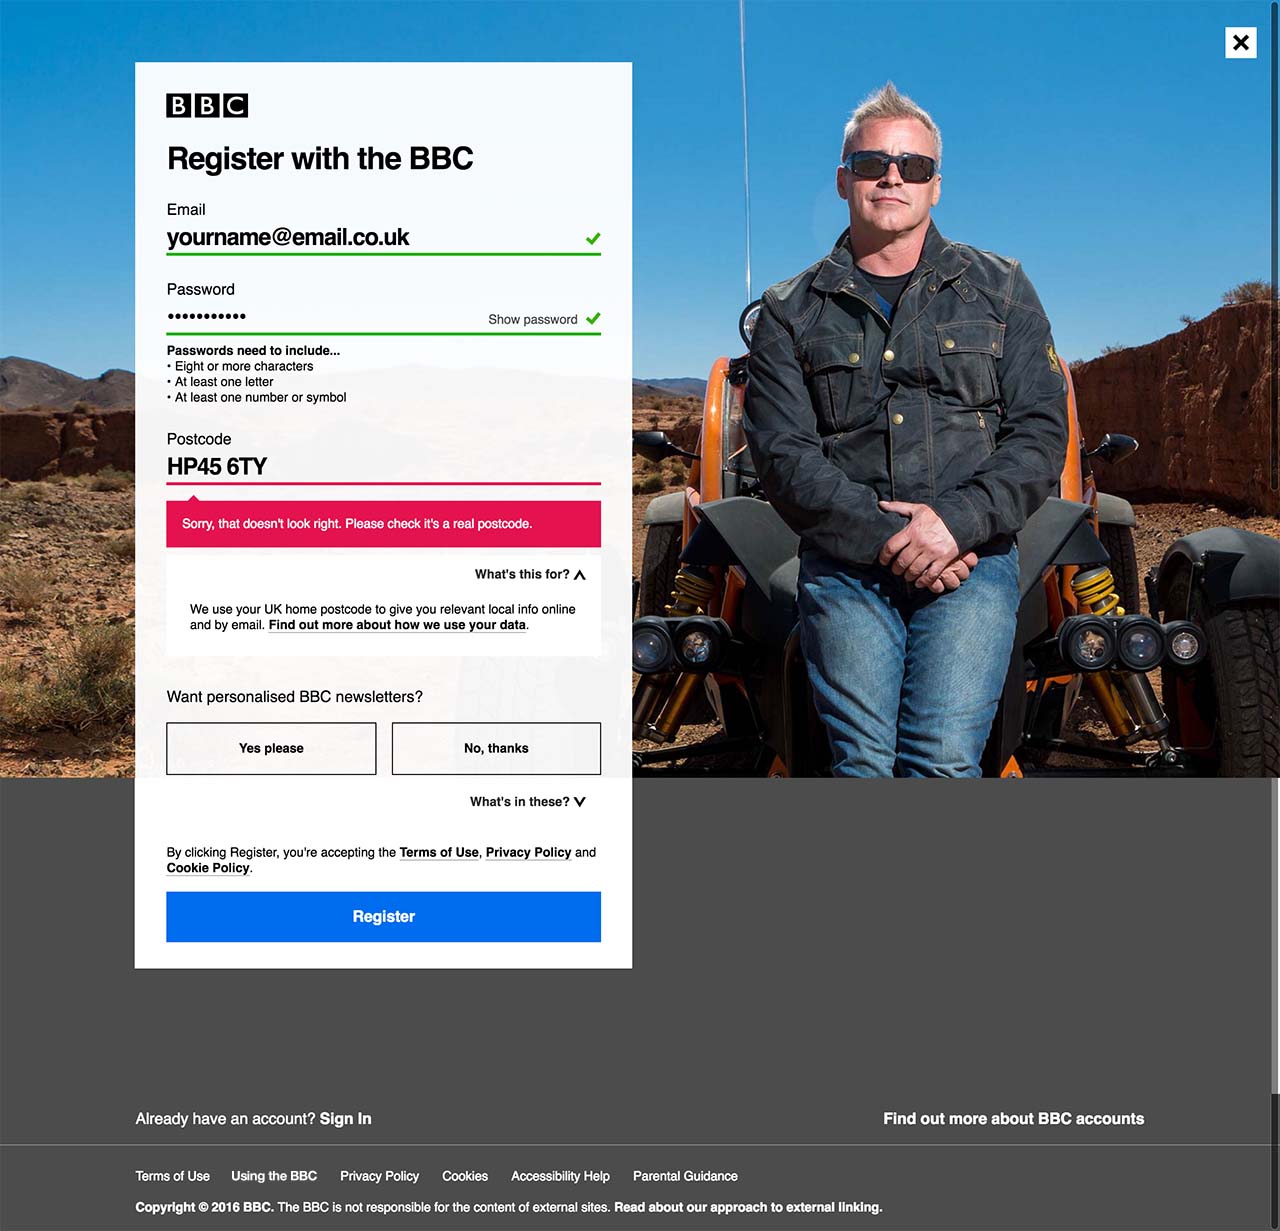 BBC
Register with the BBC
Email
yourname@email.co.uk
Password
••••••••••• Show password
Passwords need to include...
• Eight or more characters
• At least one letter
• At least one number or symbol
Postcode
HP45 6TY
Sorry, that doesn't look right. Please check it's a real postcode.
What's this for?
We use your UK home postcode to give you relevant local info online
and by email. Find out more about how we use your data.
Want personalised BBC newsletters?
Yes please No, thanks
What's in these?
By clicking Register, you're accepting the Terms of Use, Privacy Policy and
Cookie Policy.
Register
Already have an account? Sign In Find out more about BBC accounts
Terms of Use Using the BBC Privacy Policy Cookies Accessibility Help Parental Guidance
Copyright © 2016 BBC. The BBC is not responsible for the content of external sites. Read about our approach to external linking.